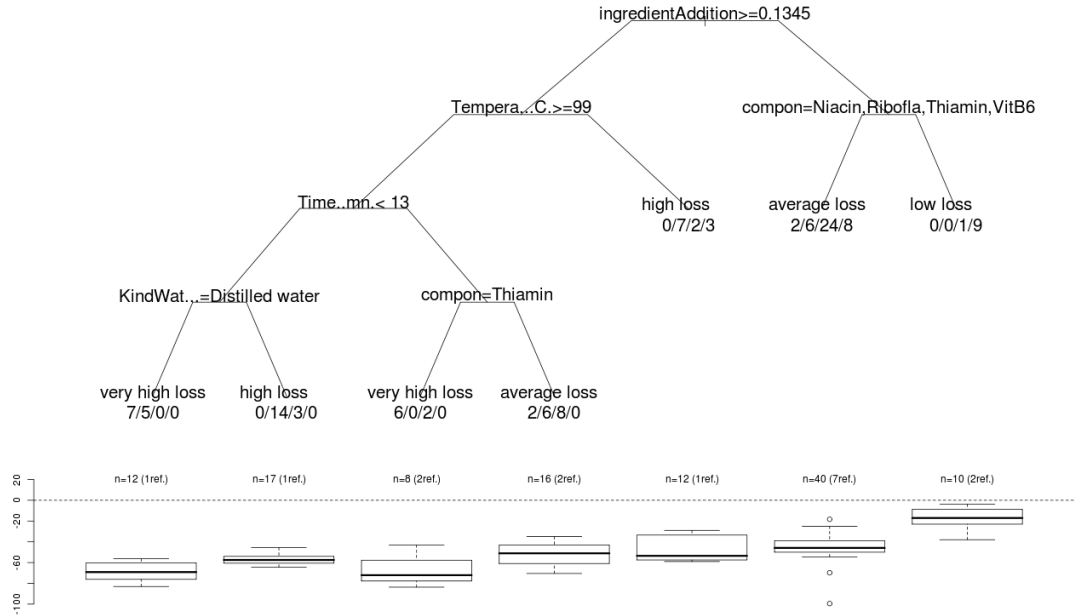 ingredientAddition>=0.1345
Tempera...C.>=99
compon=Niacin,Ribofla,Thiamin,VitB6
Time..mn.< 13
high loss
0/7/2/3
average loss
2/6/24/8
low loss
0/0/1/9
KindWat...=Distilled water
compon=Thiamin
very high loss
7/5/0/0
high loss
0/14/3/0
very high loss
6/0/2/0
average loss
2/6/8/0
n=12 (1ref.)
n=17 (1ref.)
n=8 (2ref.)
n=16 (2ref.)
n=12 (1ref.)
n=40 (7ref.)
n=10 (2ref.)
20
0
-20
-60
-100